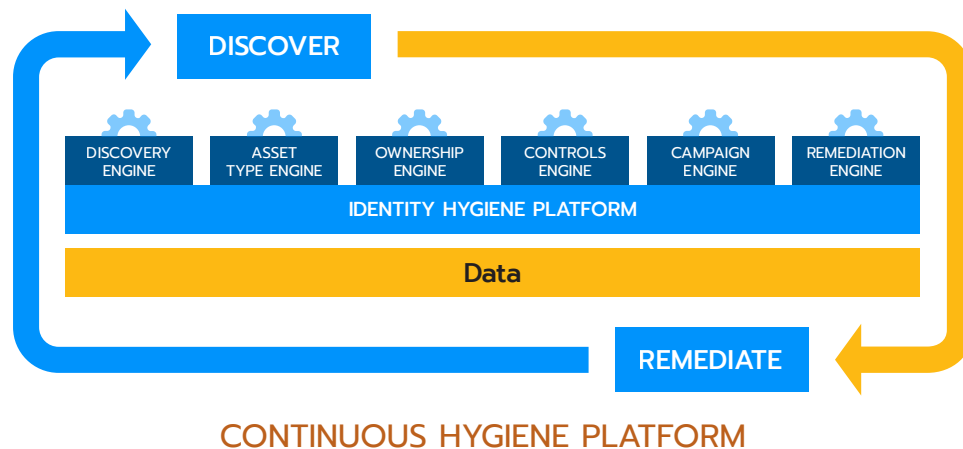 DISCOVER
DISCOVERY
ENGINE
ASSET
TYPE ENGINE
OWNERSHIP
ENGINE
CONTROLS
ENGINE
CAMPAIGN
ENGINE
REMEDIATION
ENGINE
IDENTITY HYGIENE PLATFORM
Data
REMEDIATE
CONTINUOUS HYGIENE PLATFORM